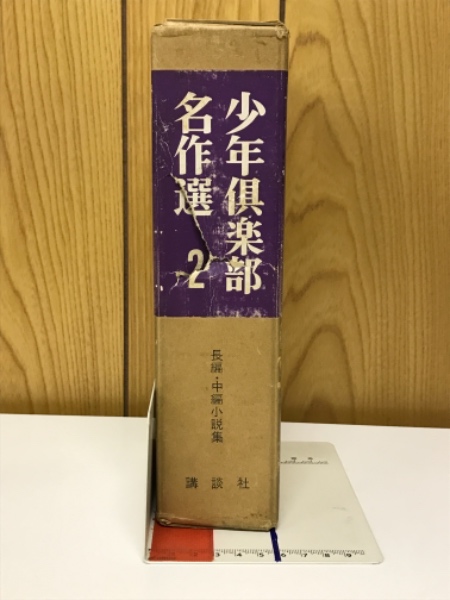 少年倶楽部
名作選
2
長編・中編小説集
講談社